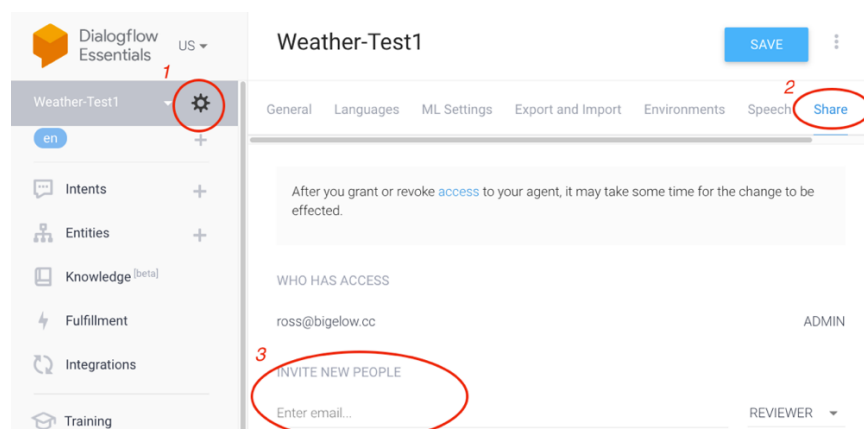 Dialogflow
Essentials
US
Weather-Test1
SAVE
1
Weather-Test1
2
General Languages ML Settings Export and Import Environments Speech Share
en
After you grant or revoke access to your agent, it may take some time for the change to be
effected.
Intents
Entities
Knowledge [beta]
Fulfillment
Integrations
Training
WHO HAS ACCESS
ross@bigelow.cc ADMIN
3
INVITE NEW PEOPLE
Enter email... REVIEWER